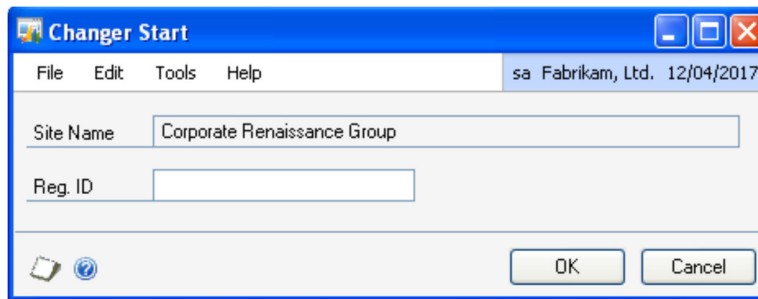 Changer Start
File Edit Tools Help sa Fabrikam, Ltd. 12/04/2017
Site Name Corporate Renaissance Group
Reg. ID
OK Cancel